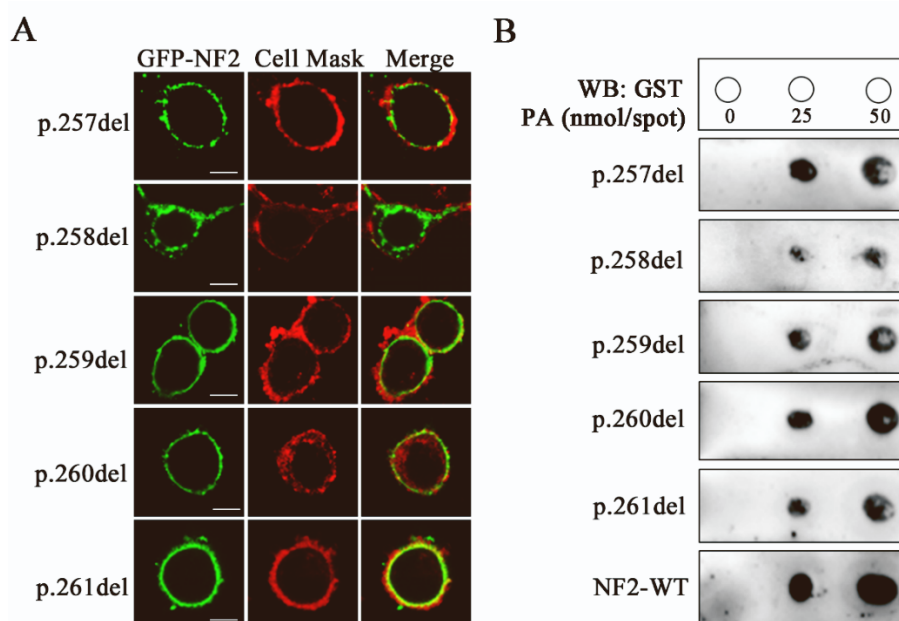 A
GFP-NF2 Cell Mask Merge
p.257del
p.258del
p.259del
p.260del
p.261del
B
WB: GST
PA (nmol/spot) 0 25 50
p.257del
p.258del
p.259del
p.260del
p.261del
NF2-WT